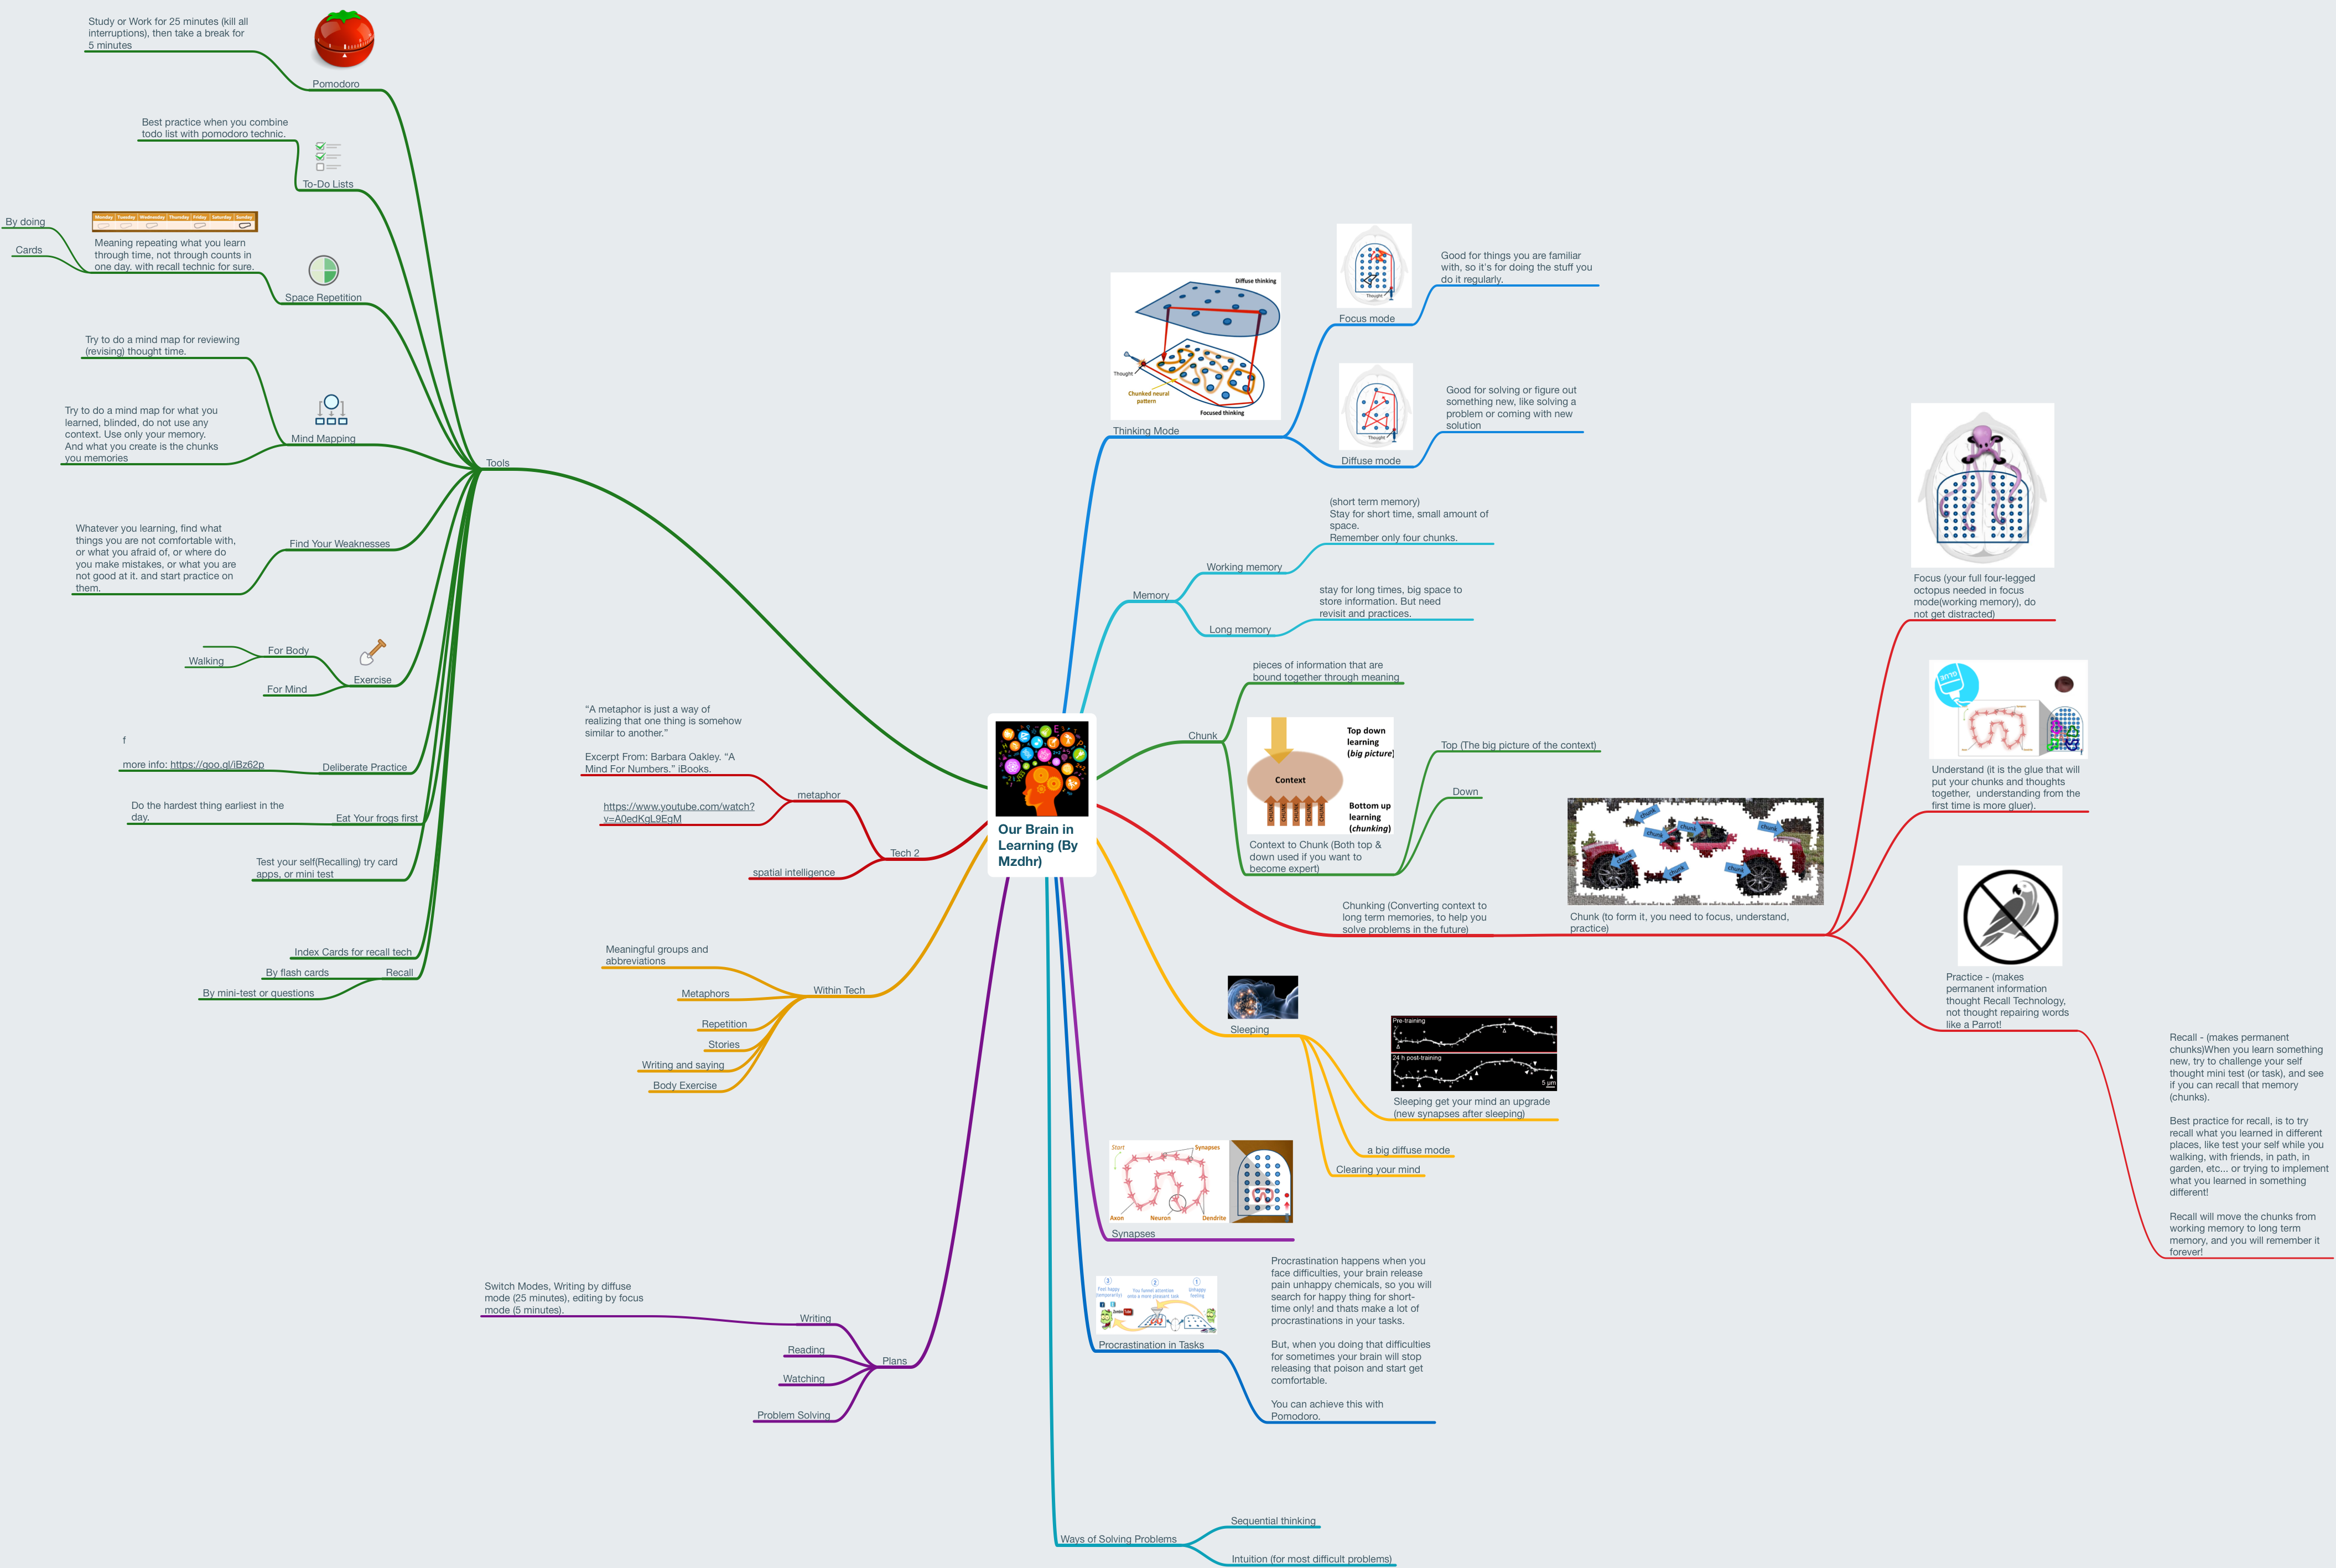 Study or Work for 25 minutes (kill all
interruptions), then take a break for
5 minutes
Pomodoro
Best practice when you combine
todo list with pomodoro technic.
To-Do Lists
By doing
Cards
Monday Tuesday Wednesday Thursday Friday Saturday Sunday
Meaning repeating what you learn
through time, not through counts in
one day. with recall technic for sure.
Space Repetition
Try to do a mind map for reviewing
(revising) thought time.
Try to do a mind map for what you
learned, blinded, do not use any
context. Use only your memory.
And what you create is the chunks
you memories
Mind Mapping
Tools
Whatever you learning, find what
things you are not comfortable with,
or what you afraid of, or where do
you make mistakes, or what you are
not good at it. and start practice on
them.
Find Your Weaknesses
For Body
Walking
For Mind
Exercise
f
more info: https://goo.gl/iBz62p
Deliberate Practice
Do the hardest thing earliest in the
day.
Eat Your frogs first
Test your self(Recalling) try card
apps, or mini test
Index Cards for recall tech
By flash cards
Recall
By mini-test or questions
“A metaphor is just a way of
realizing that one thing is somehow
similar to another.”
Excerpt From: Barbara Oakley. “A
Mind For Numbers.” iBooks.
metaphor
https://www.youtube.com/watch?
v=A0edKgL9EgM
Tech 2
spatial intelligence
Meaningful groups and
abbreviations
Metaphors
Within Tech
Repetition
Stories
Writing and saying
Body Exercise
Switch Modes, Writing by diffuse
mode (25 minutes), editing by focus
mode (5 minutes).
Writing
Reading
Plans
Watching
Problem Solving
Our Brain in
Learning (By
Mzdhr)
Diffuse thinking
Thought
Chunked neural
pattern
Focused thinking
Thinking Mode
Thought
Focus mode
Good for things you are familiar
with, so it's for doing the stuff you
do it regularly.
Thought
Diffuse mode
Good for solving or figure out
something new, like solving a
problem or coming with new
solution
(short term memory)
Stay for short time, small amount of
space.
Remember only four chunks.
Working memory
Memory
stay for long times, big space to
store information. But need
revisit and practices.
Long memory
pieces of information that are
bound together through meaning
Chunk
Top down
learning
(big picture)
Context
CHUNK CHUNK CHUNK CHUNK CHUNK
Bottom up
learning
(chunking)
Context to Chunk (Both top &
down used if you want to
become expert)
Top (The big picture of the context)
Down
Chunking (Converting context to
long term memories, to help you
solve problems in the future)
chunk
chunk
chunk
chunk
chunk
chunk
chunk
Chunk (to form it, you need to focus, understand,
practice)
Focus (your full four-legged
octopus needed in focus
mode(working memory), do
not get distracted)
GLUE
f
Understand (it is the glue that will
put your chunks and thoughts
together, understanding from the
first time is more gluer).
Practice - (makes
permanent information
thought Recall Technology,
not thought repairing words
like a Parrot!
Recall - (makes permanent
chunks)When you learn something
new, try to challenge your self
thought mini test (or task), and see
if you can recall that memory
(chunks).
Best practice for recall, is to try
recall what you learned in different
places, like test your self while you
walking, with friends, in path, in
garden, etc... or trying to implement
what you learned in something
different!
Recall will move the chunks from
working memory to long term
memory, and you will remember it
forever!
Sleeping
Pre-training
24 h post-training
5 μm
Sleeping get your mind an upgrade
(new synapses after sleeping)
a big diffuse mode
Clearing your mind
Start
Synapses
Axon
Neuron
Dendrite
Synapses
3
Feel happy
(temporarily)
2
You funnel attention
onto a more pleasant task
1
Unhappy
feeling
Procrastination in Tasks
Procrastination happens when you
face difficulties, your brain release
pain unhappy chemicals, so you will
search for happy thing for short-
time only! and thats make a lot of
procrastinations in your tasks.
But, when you doing that difficulties
for sometimes your brain will stop
releasing that poison and start get
comfortable.
You can achieve this with
Pomodoro.
Ways of Solving Problems
Sequential thinking
Intuition (for most difficult problems)